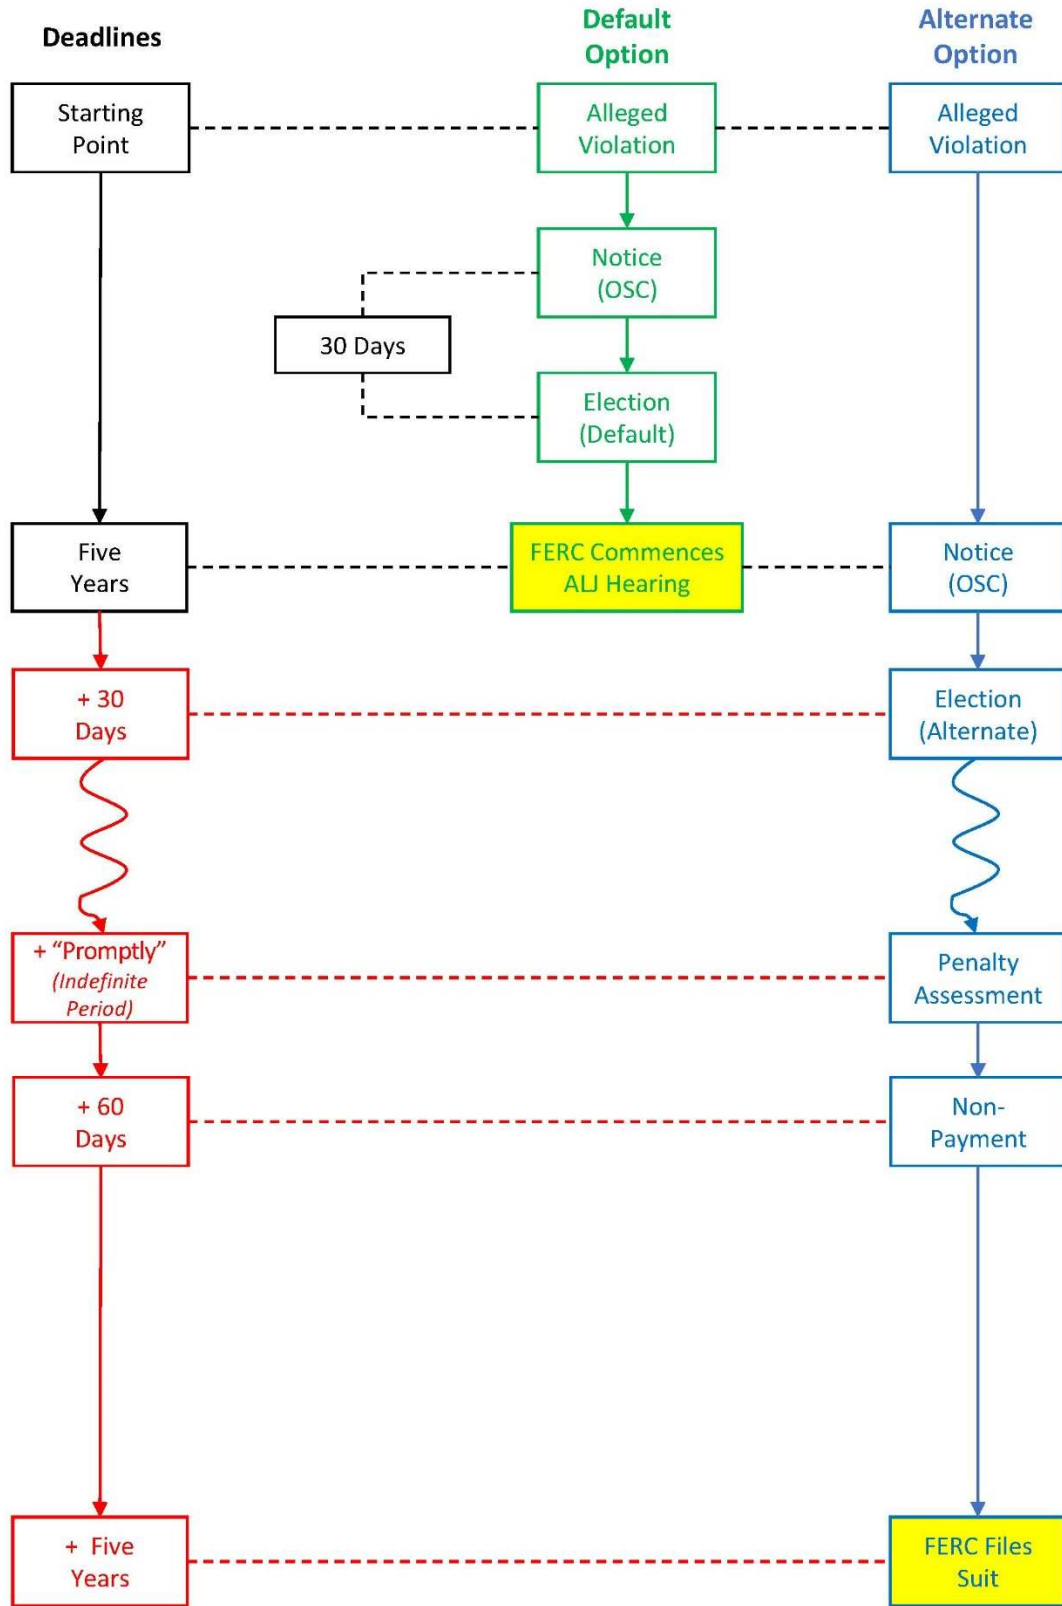 Deadlines
Default
Option
Alternate
Option
Starting
Point
Alleged
Violation
Alleged
Violation
Notice
(OSC)
30 Days
Election
(Default)
Five
Years
FERC Commences
ALJ Hearing
Notice
(OSC)
+ 30
Days
Election
(Alternate)
+ “Promptly”
(Indefinite
Period)
Penalty
Assessment
+ 60
Days
Non-
Payment
+ Five
Years
FERC Files
Suit